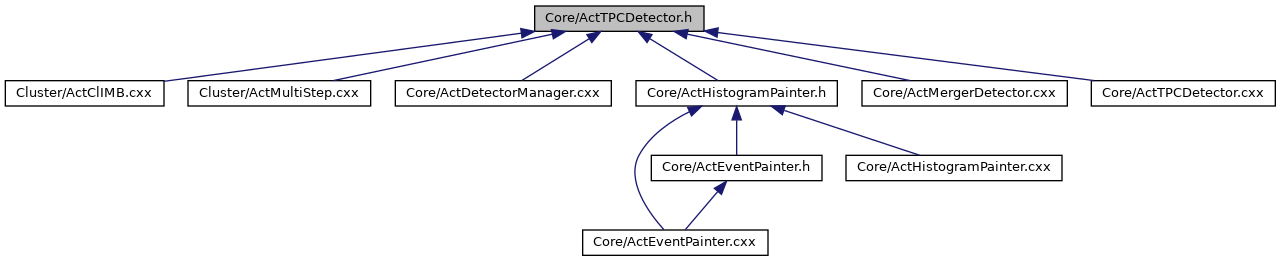 Core/ActTPCDetector.h
Cluster/ActClIMB.cxx
Cluster/ActMultiStep.cxx
Core/ActDetectorManager.cxx
Core/ActHistogramPainter.h
Core/ActMergerDetector.cxx
Core/ActTPCDetector.cxx
Core/ActEventPainter.h
Core/ActHistogramPainter.cxx
Core/ActEventPainter.cxx